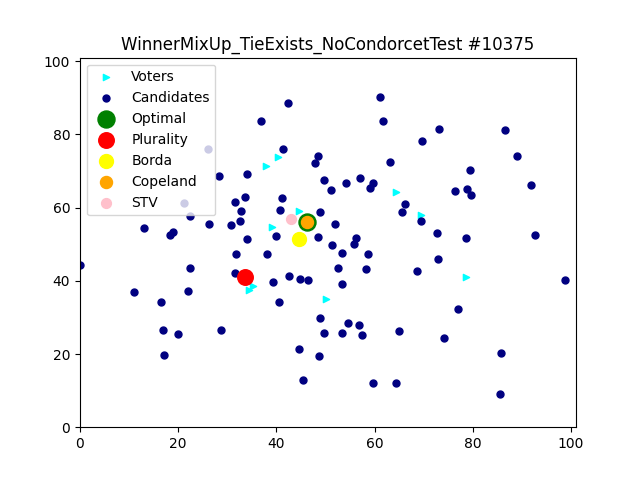 WinnerMixUp_TieExists_NoCondorcetTest #10375
Voters
Candidates
Optimal
Plurality
Borda
Copeland
STV
100
80
60
40
20
0
0 20 40 60 80 100